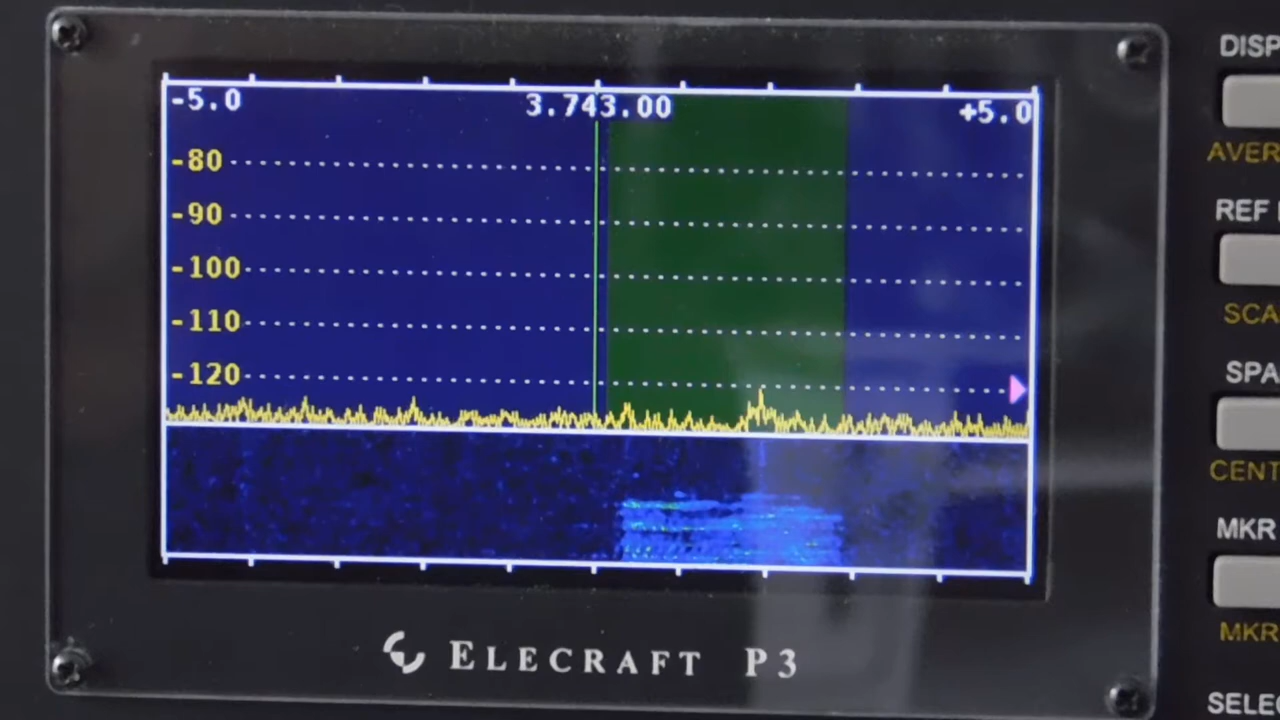 -5.0 3.743.00 +5.0
-80
-90
-100
-110
-120
ELECRAFT P3
DISP
AVER
REF
SCA
SPA
CENT
MKR
MKR
SELE